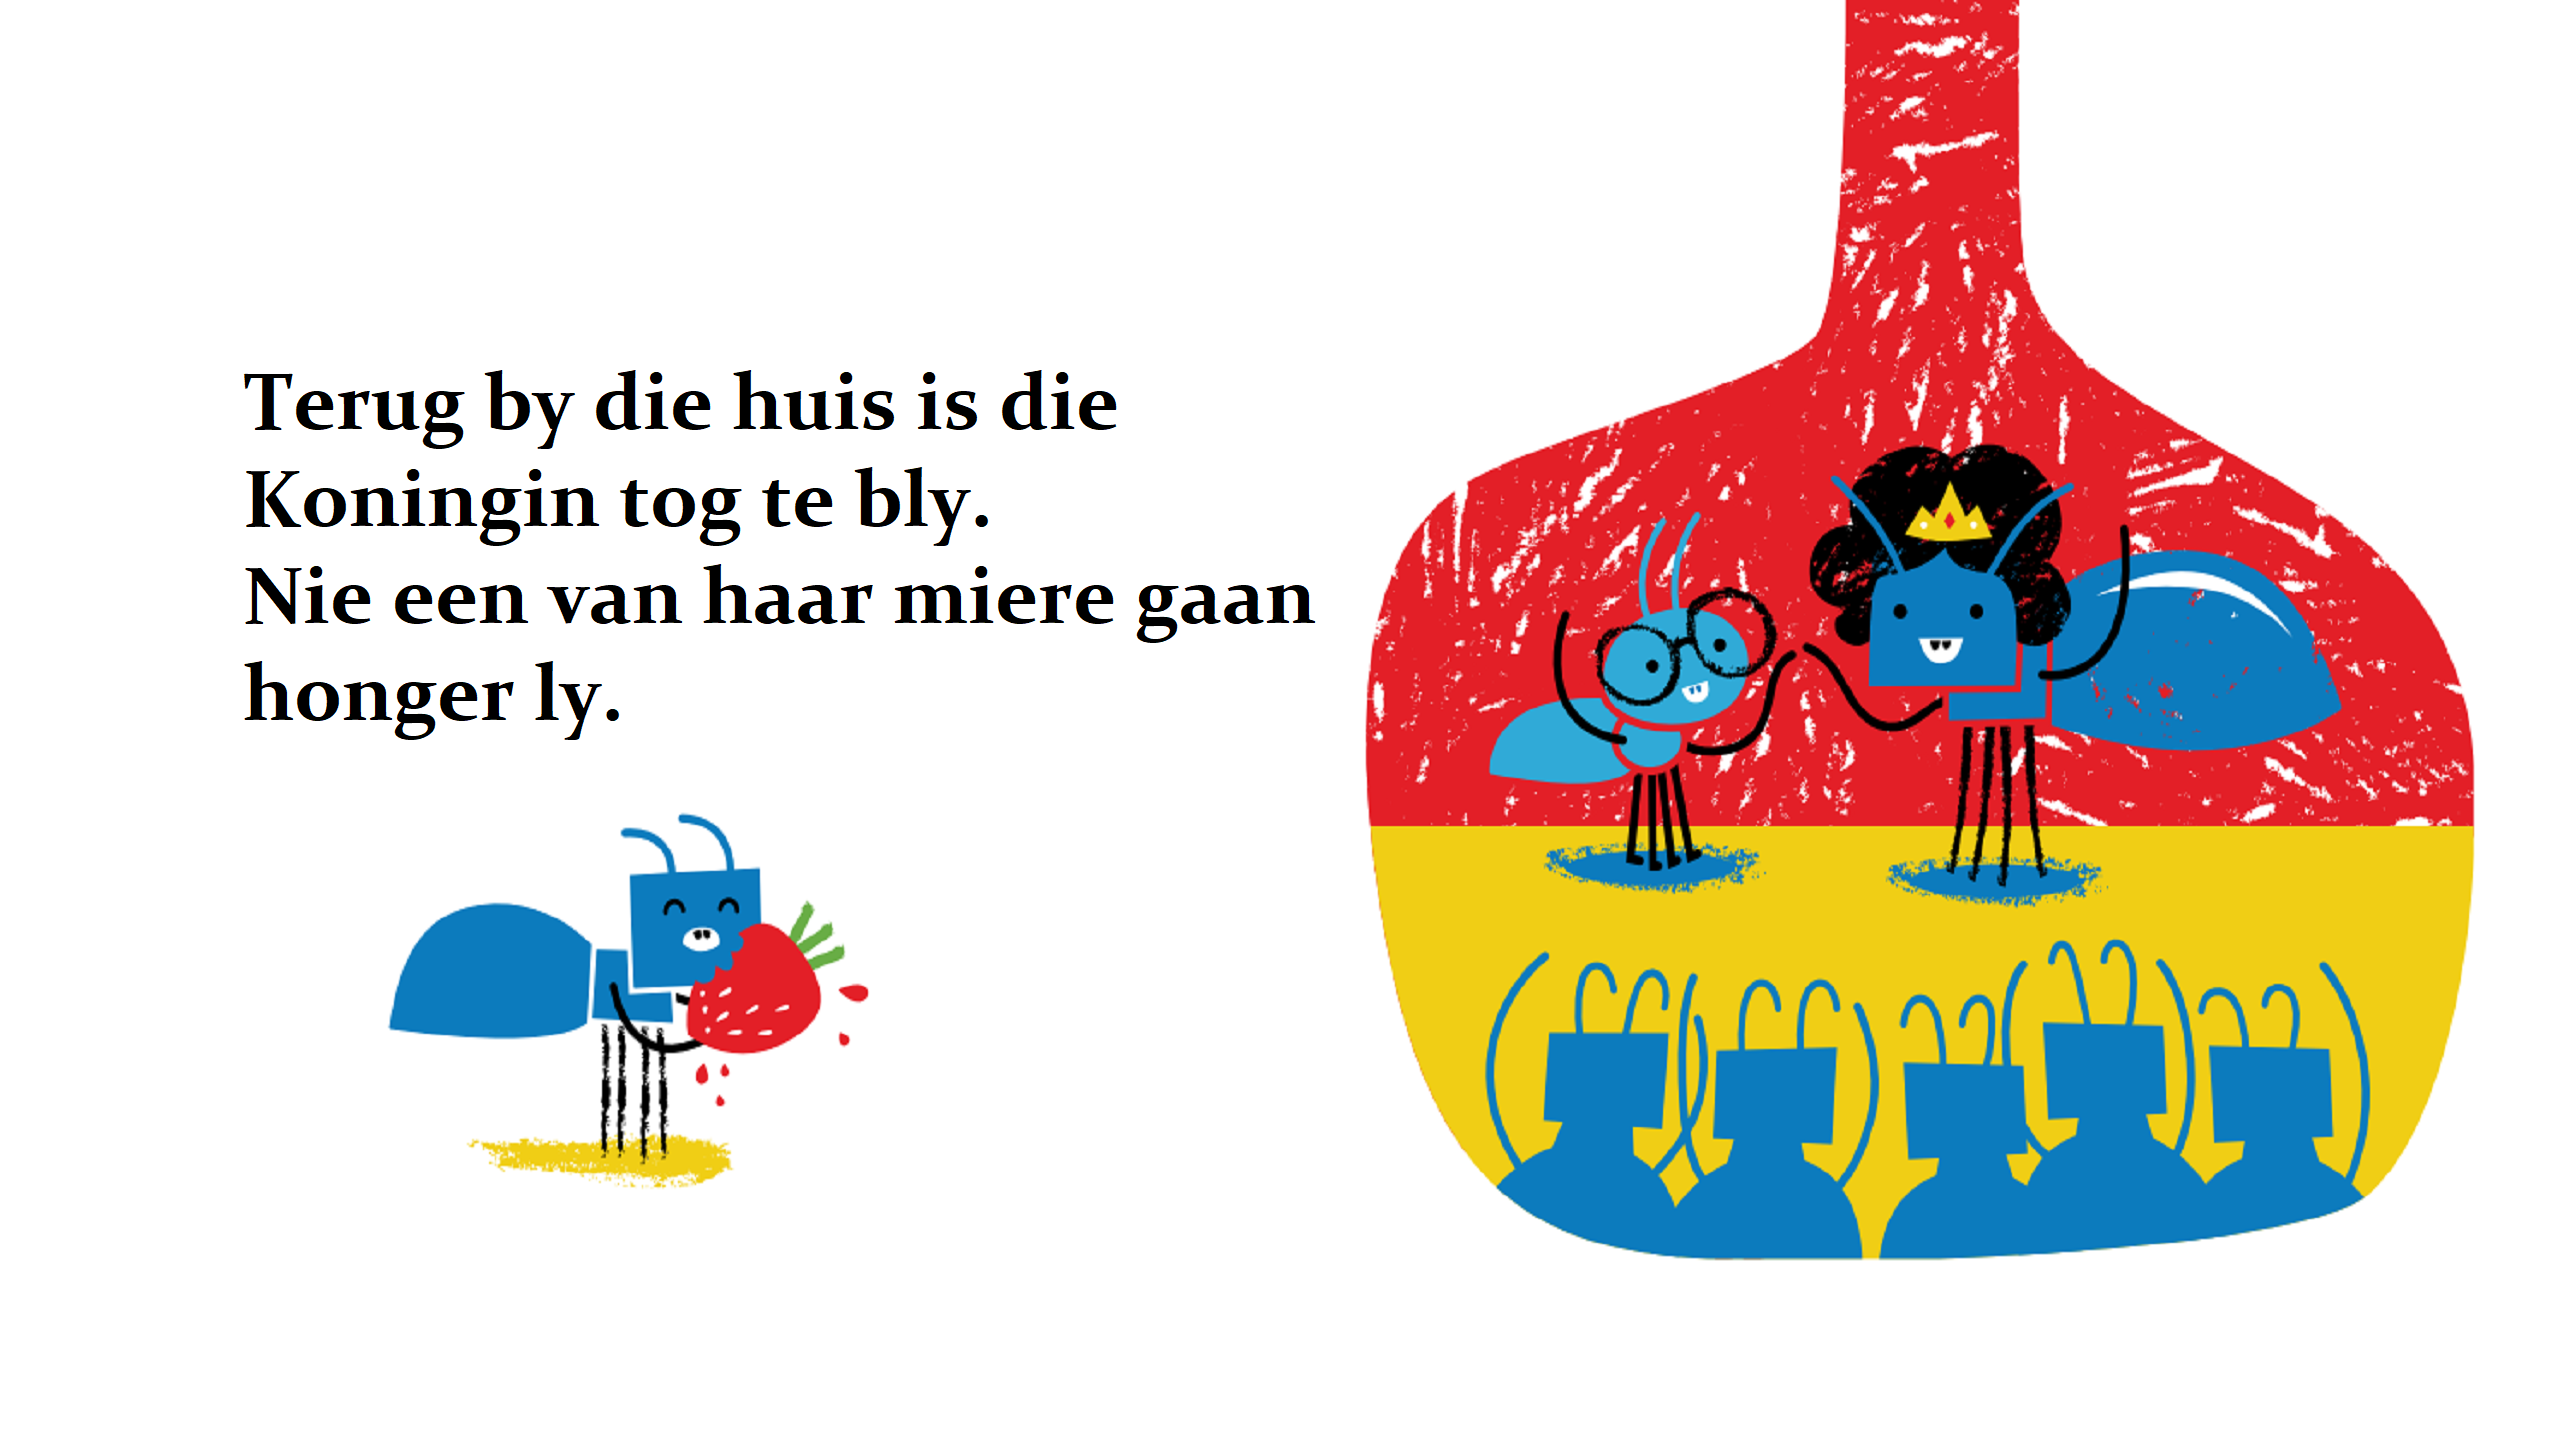 Terug by die huis is die
Koningin tog te bly.
Nie een van haar miere gaan
honger ly.